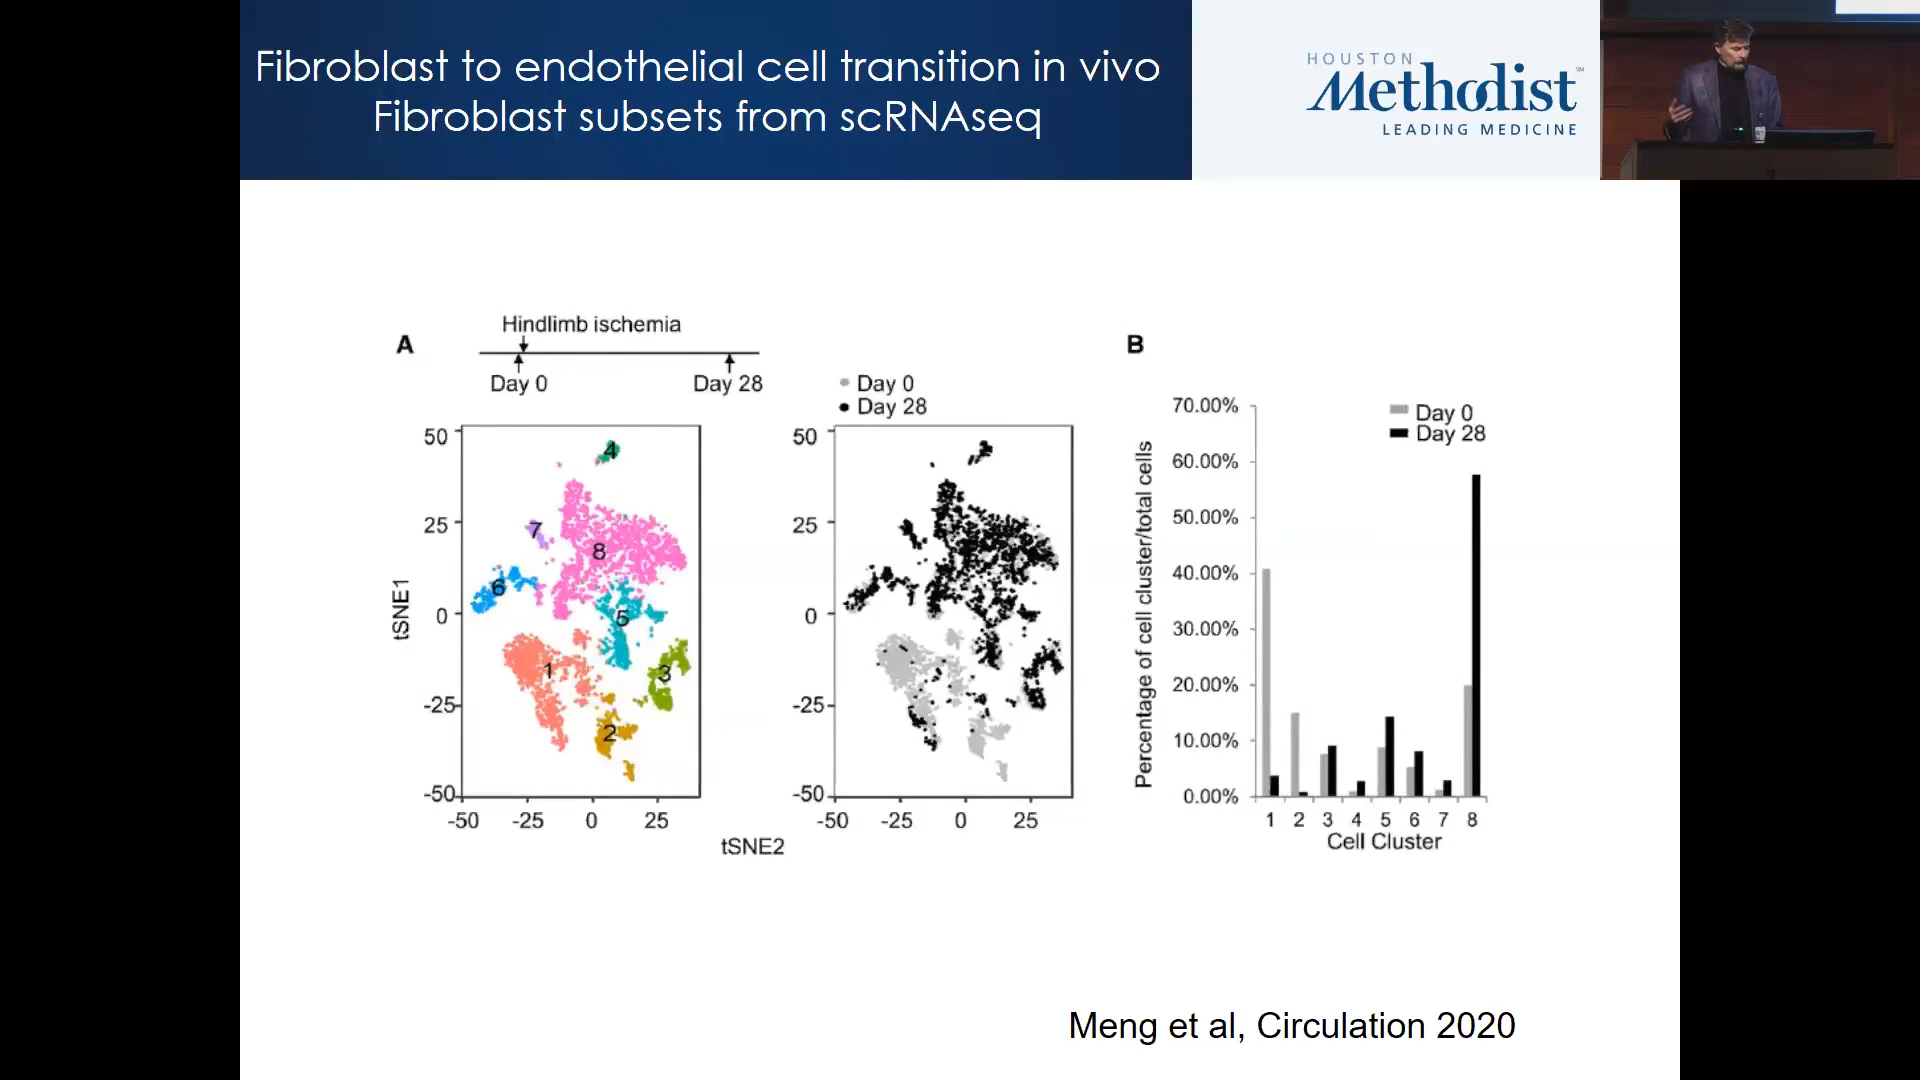 Fibroblast to endothelial cell transition in vivo
Fibroblast subsets from scRNAseq
HOUSTON
Methodist
SM
LEADING MEDICINE
A
Hindlimb ischemia
Day 0
Day 28
Day 0
Day 28
50
25
0
-25
-50
tSNE1
4
7
8
6
5
1
3
2
-50
-25
0
25
50
25
0
-25
-50
-50
-25
0
25
tSNE2
B
Day 0
Day 28
Percentage of cell cluster/total cells
70.00%
60.00%
50.00%
40.00%
30.00%
20.00%
10.00%
0.00%
1 2 3 4 5 6 7 8
Cell Cluster
Meng et al, Circulation 2020